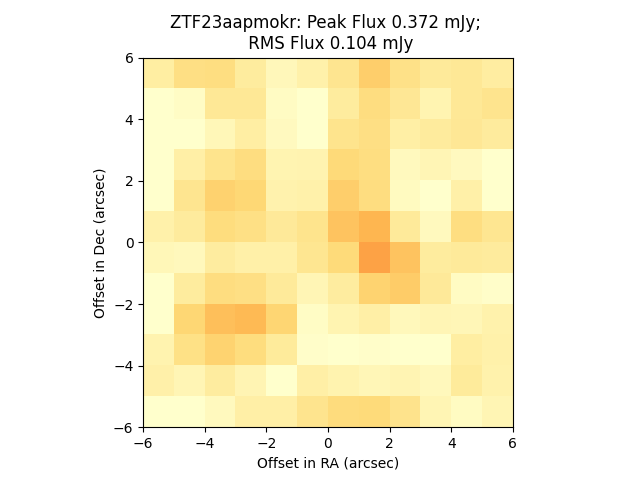 ZTF23aapmokr: Peak Flux 0.372 mJy;
RMS Flux 0.104 mJy
6
4
2
0
−2
−4
−6
Offset in Dec (arcsec)
−6 −4 −2 0 2 4 6
Offset in RA (arcsec)